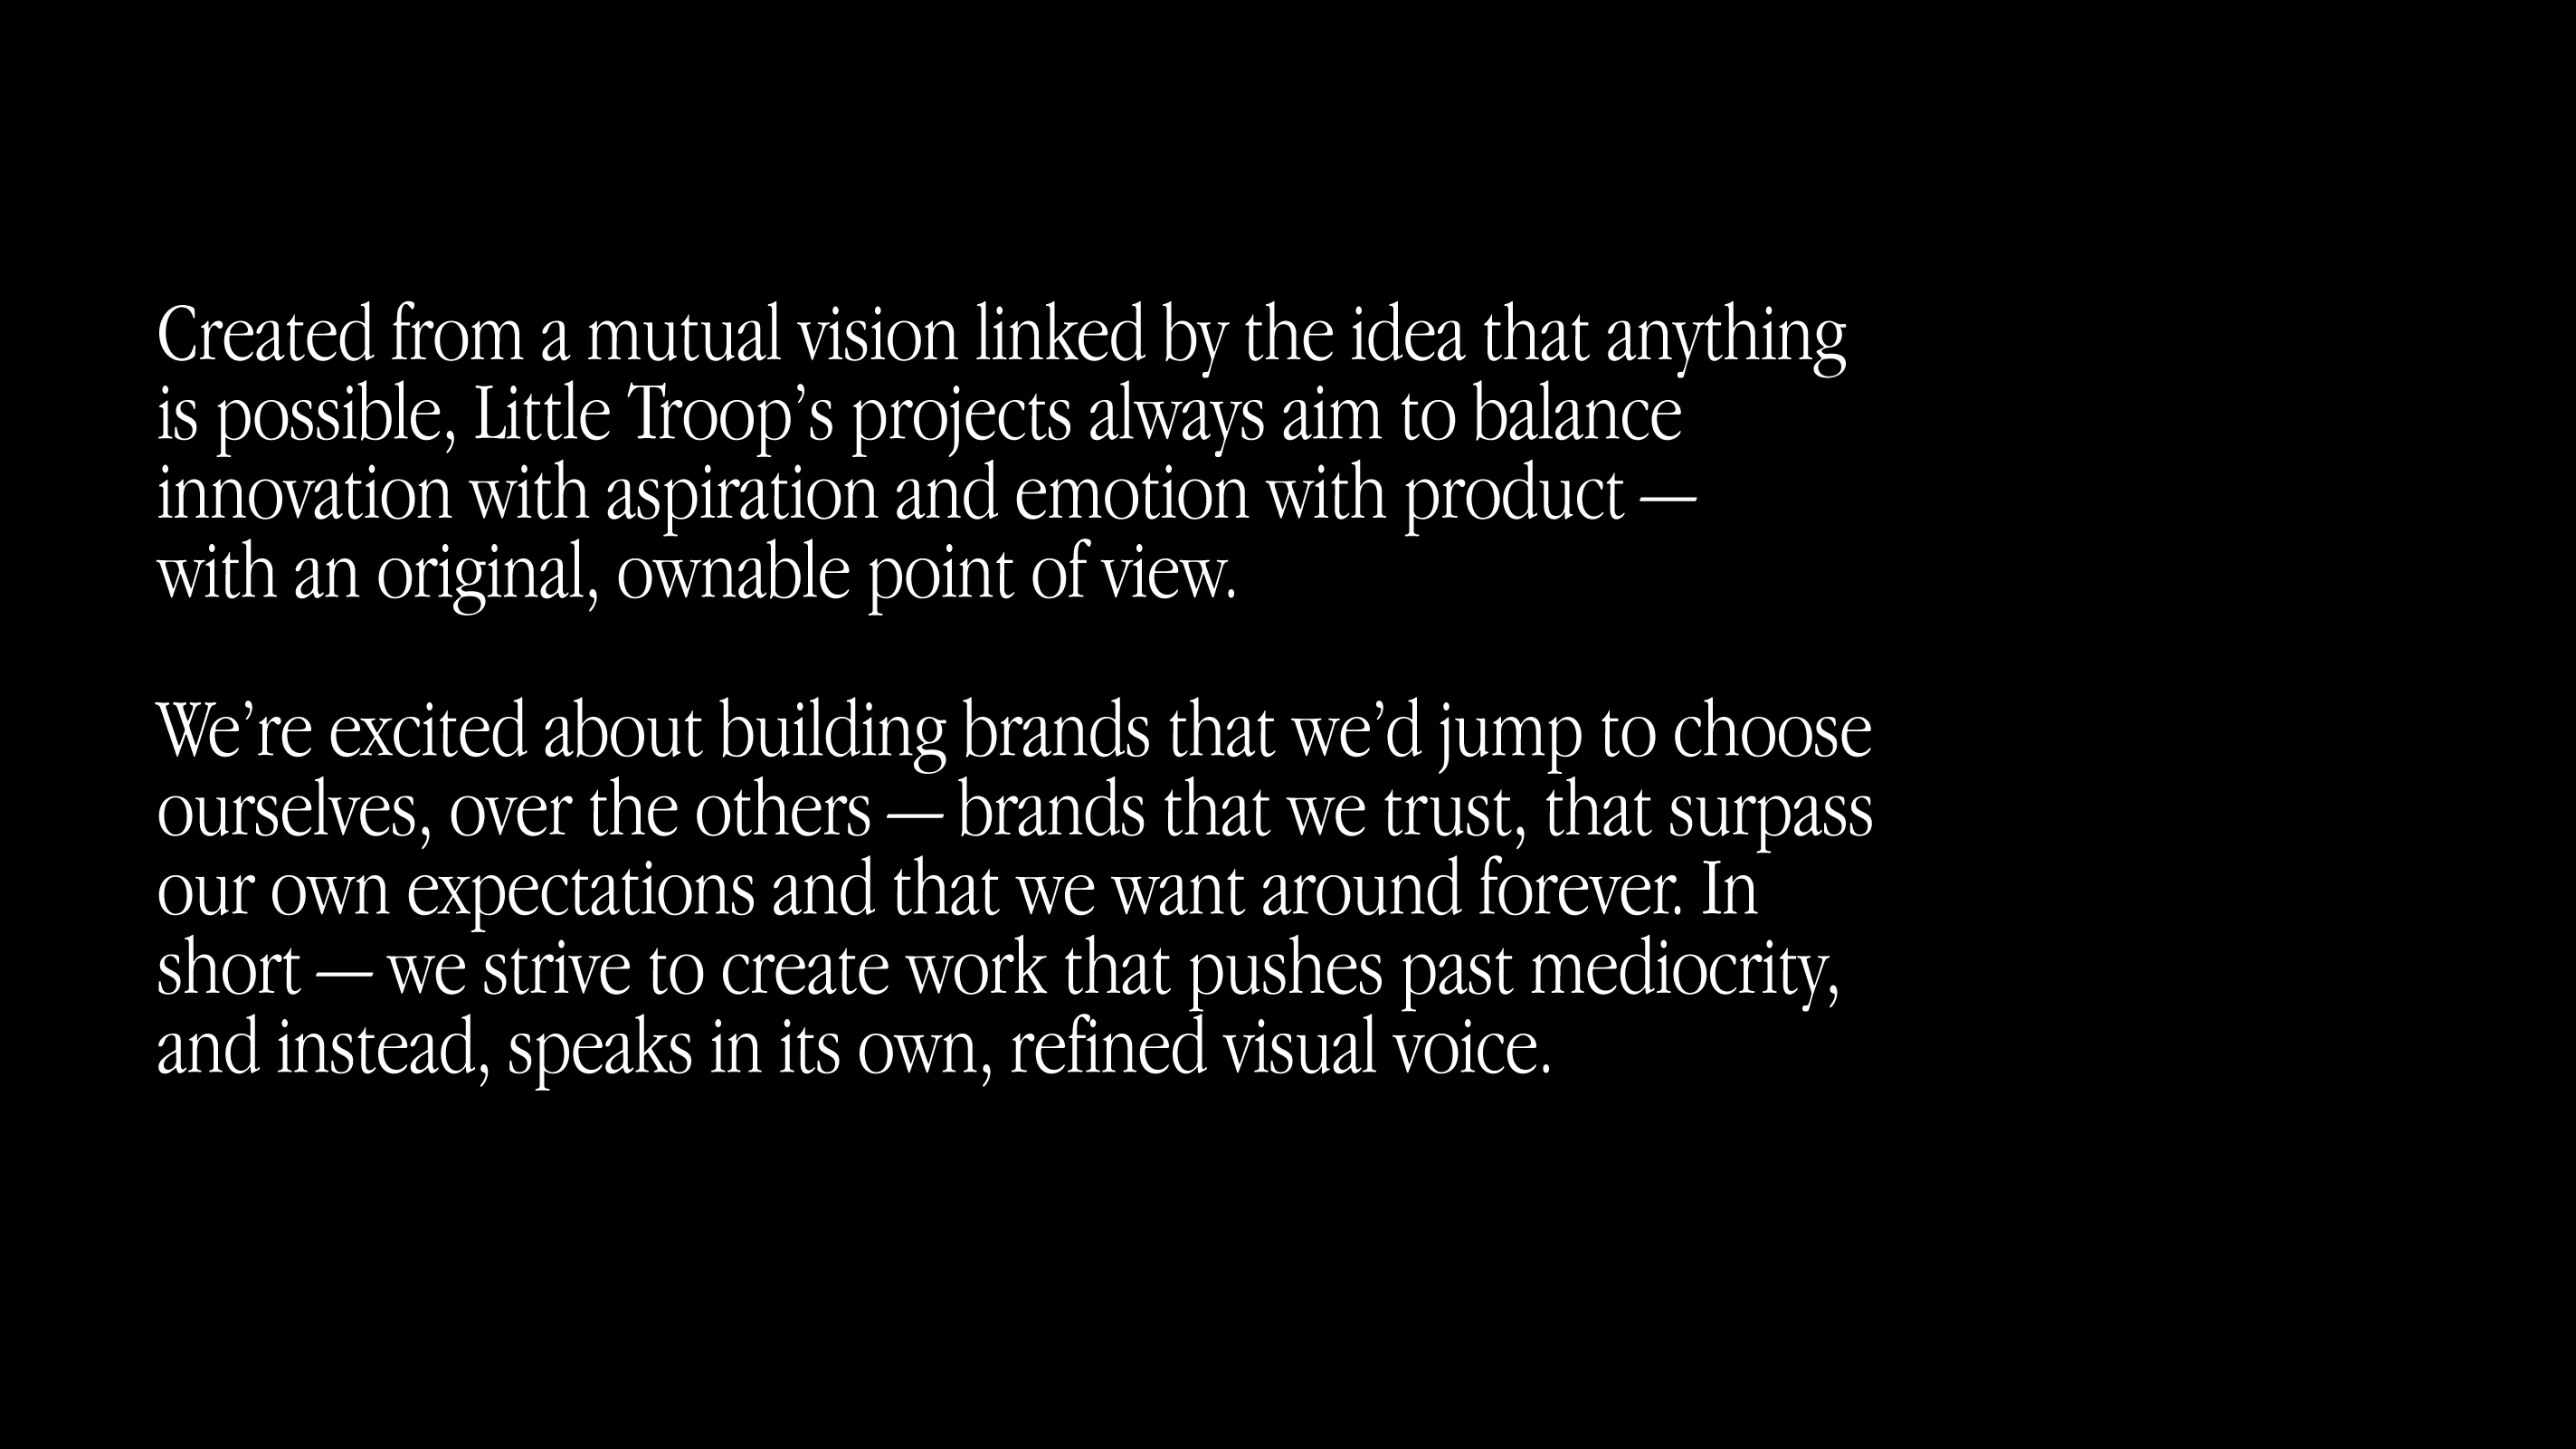 Created from a mutual vision linked by the idea that anything
is possible, Little Troop’s projects always aim to balance
innovation with aspiration and emotion with product —
with an original, ownable point of view.
We’re excited about building brands that we’d jump to choose
ourselves, over the others — brands that we trust, that surpass
our own expectations and that we want around forever. In
short — we strive to create work that pushes past mediocrity,
and instead, speaks in its own, refined visual voice.